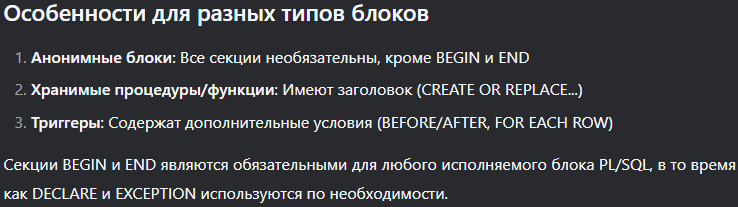 Особенности для разных типов блоков
1. Анонимные блоки: Все секции необязательны, кроме BEGIN и END
2. Хранимые процедуры/функции: Имеют заголовок (CREATE OR REPLACE...)
3. Триггеры: Содержат дополнительные условия (BEFORE/AFTER, FOR EACH ROW)
Секции BEGIN и END являются обязательными для любого исполняемого блока PL/SQL, в то время
как DECLARE и EXCEPTION используются по необходимости.